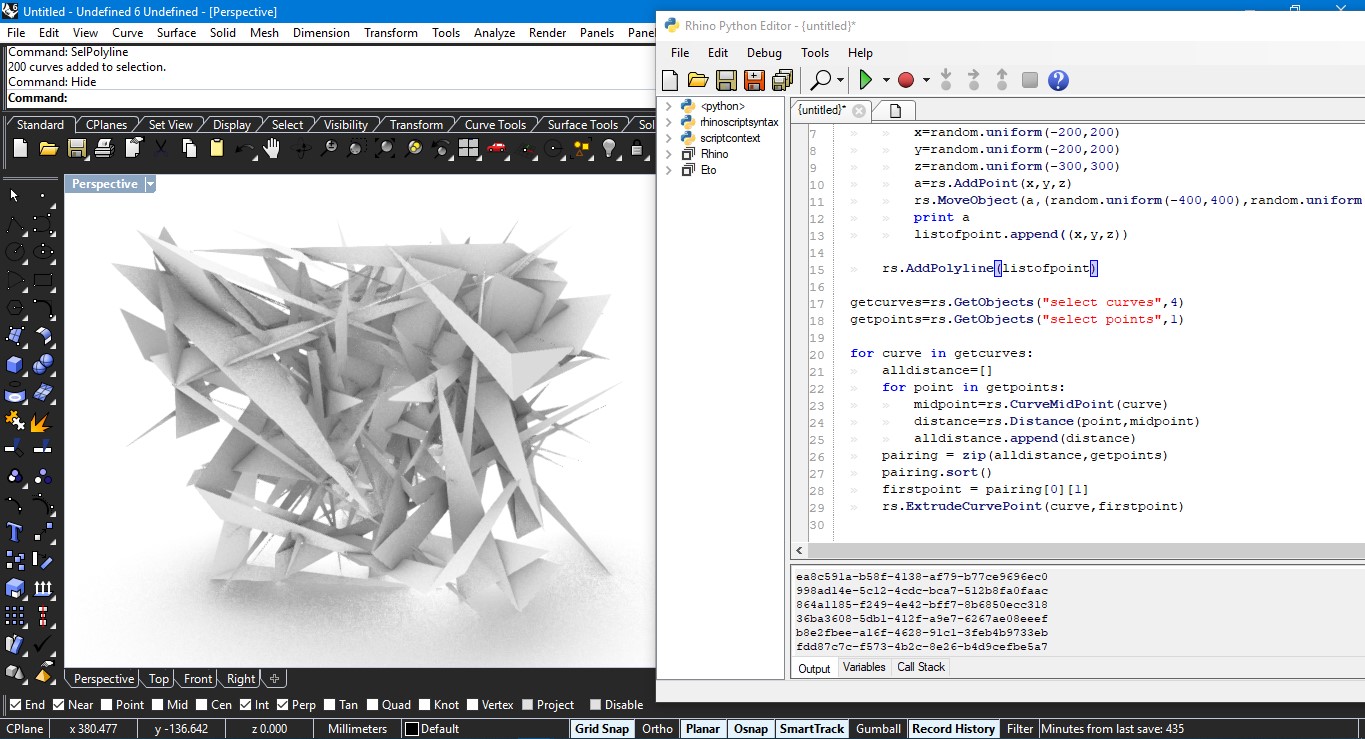 Untitled - Undefined 6 Undefined - [Perspective]
File Edit View Curve Surface Solid Mesh Dimension Transform Tools Analyze Render Panels
Command: SelPolyline
200 curves added to selection.
Command: Hide
Command:
Standard CPlanes Set View Display Select Visibility Transform Curve Tools Surface Tools
Perspective
Perspective Top Front Right
End Near Point Mid Cen Int Perp Tan Quad Knot Vertex Project Disable
CPlane x 380.477 y -136.642 z 0.000 Millimeters Default Grid Snap Ortho Planar Osnap SmartTrack Gumball Record History Filter Minutes from last save: 435
Rhino Python Editor - {untitled}*
File Edit Debug Tools Help
<python>
rhinoscriptsyntax
scriptcontext
Rhino
Eto
{untitled}*
7 x=random.uniform(-200,200)
8 y=random.uniform(-200,200)
9 z=random.uniform(-300,300)
10 a=rs.AddPoint(x,y,z)
11 rs.MoveObject(a,(random.uniform(-400,400),random.uniform
12 print a
13 listofpoint.append((x,y,z))
14
15 rs.AddPolyline(listofpoint)
16
17 getcurves=rs.GetObjects("select curves",4)
18 getpoints=rs.GetObjects("select points",1)
19
20 for curve in getcurves:
21 alldistance=[]
22 for point in getpoints:
23 midpoint=rs.CurveMidPoint(curve)
24 distance=rs.Distance(point,midpoint)
25 alldistance.append(distance)
26 pairing = zip(alldistance,getpoints)
27 pairing.sort()
28 firstpoint = pairing[0][1]
29 rs.ExtrudeCurvePoint(curve,firstpoint)
30
ea8c591a-b58f-4138-af79-b77ce9696ec0
998ad14e-5c12-4cdc-bca7-512b8fa0faac
864a1185-f249-4e42-bff7-8b6850ecc318
36ba3608-5db1-412f-a9e7-6267ae08eeef
b8e2fbee-a16f-4628-91c1-3feb4b9733eb
fdd87c7c-f573-4b2c-8e26-b4d9cefbe5a7
Output Variables Call Stack